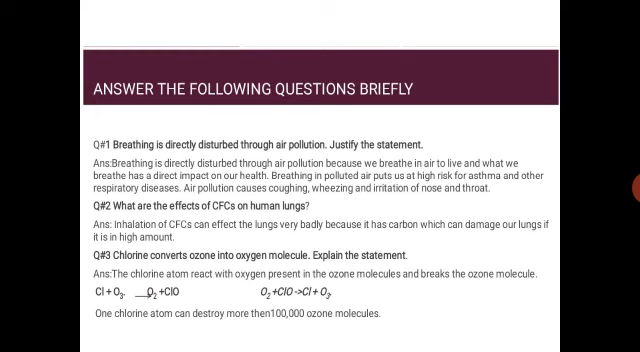 ANSWER THE FOLLOWING QUESTIONS BRIEFLY
Q#1 Breathing is directly disturbed through air pollution. Justify the statement.
Ans:Breathing is directly disturbed through air pollution because we breathe in air to live and what we
breathe has a direct impact on our health. Breathing in polluted air puts us at high risk for asthma and other
respiratory diseases. Air pollution causes coughing, wheezing and irritation of nose and throat.
Q#2 What are the effects of CFCs on human lungs?
Ans: Inhalation of CFCs can effect the lungs very badly because it has carbon which can damage our lungs if
it is in high amount.
Q#3 Chlorine converts ozone into oxygen molecule. Explain the statement.
Ans:The chlorine atom react with oxygen present in the ozone molecules and breaks the ozone molecule.
Cl + O3. → O2 +ClO O2 +ClO ->Cl + O3.
One chlorine atom can destroy more then100,000 ozone molecules.